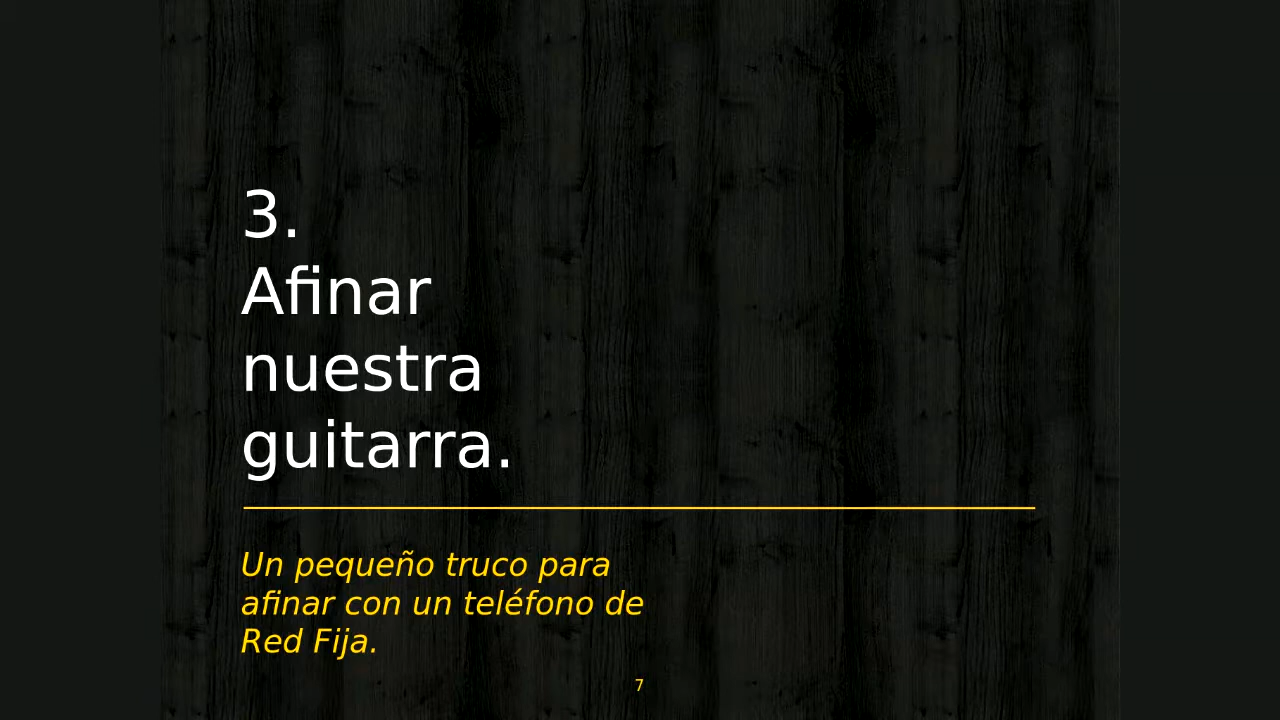 3.
Afinar
nuestra
guitarra.
Un pequeño truco para
afinar con un teléfono de
Red Fija.
7